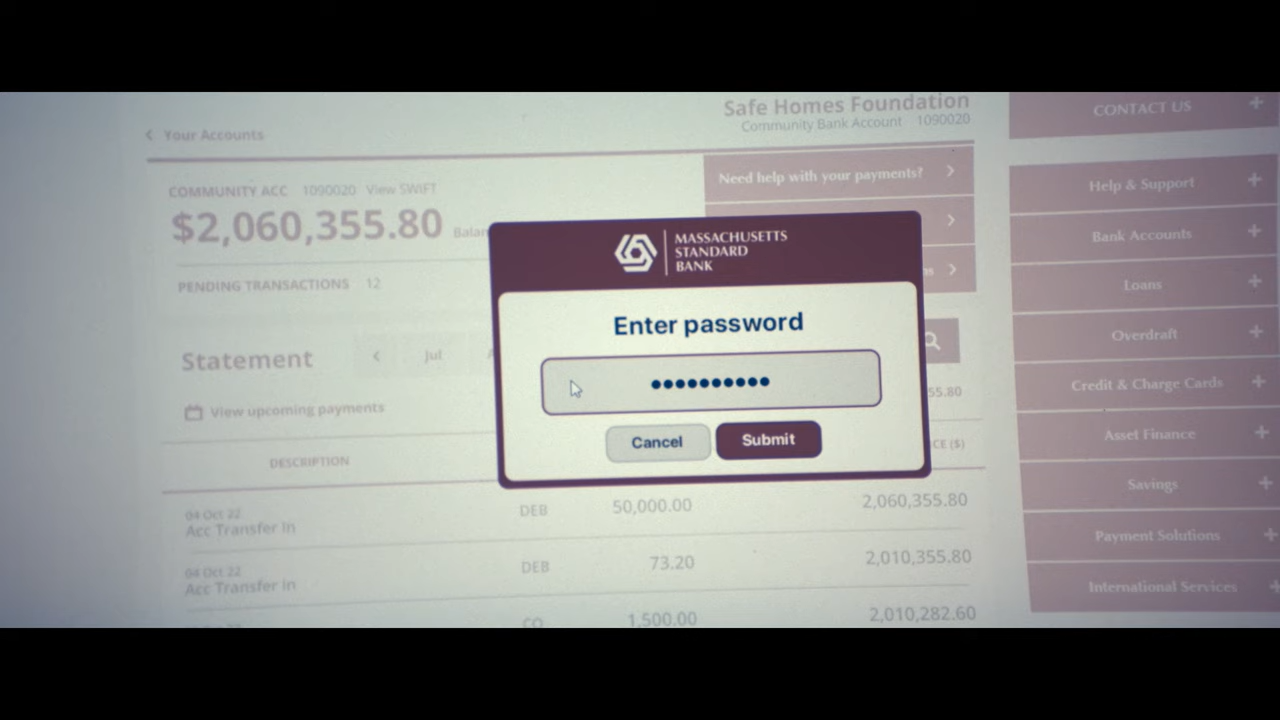 Safe Homes Foundation
Community Bank Account 1090020
Your Accounts
COMMUNITY ACC 1090020 View SWIFT
$2,060,355.80
PENDING TRANSACTIONS 12
Need help with your payments?
MASSACHUSETTS
STANDARD
BANK
Enter password
••••••••••
Cancel Submit
Statement
Jul
View upcoming payments
55.80
DESCRIPTION
($)
04 Oct 22
Acc Transfer In
DEB 50,000.00 2,060,355.80
04 Oct 22
Acc Transfer In
DEB 73.20 2,010,355.80
1,500.00 2,010,282.60
CONTACT US
Help & Support
Bank Accounts
Loans
Overdraft
Credit & Charge Cards
Asset Finance
Savings
Payment Solutions
International Services